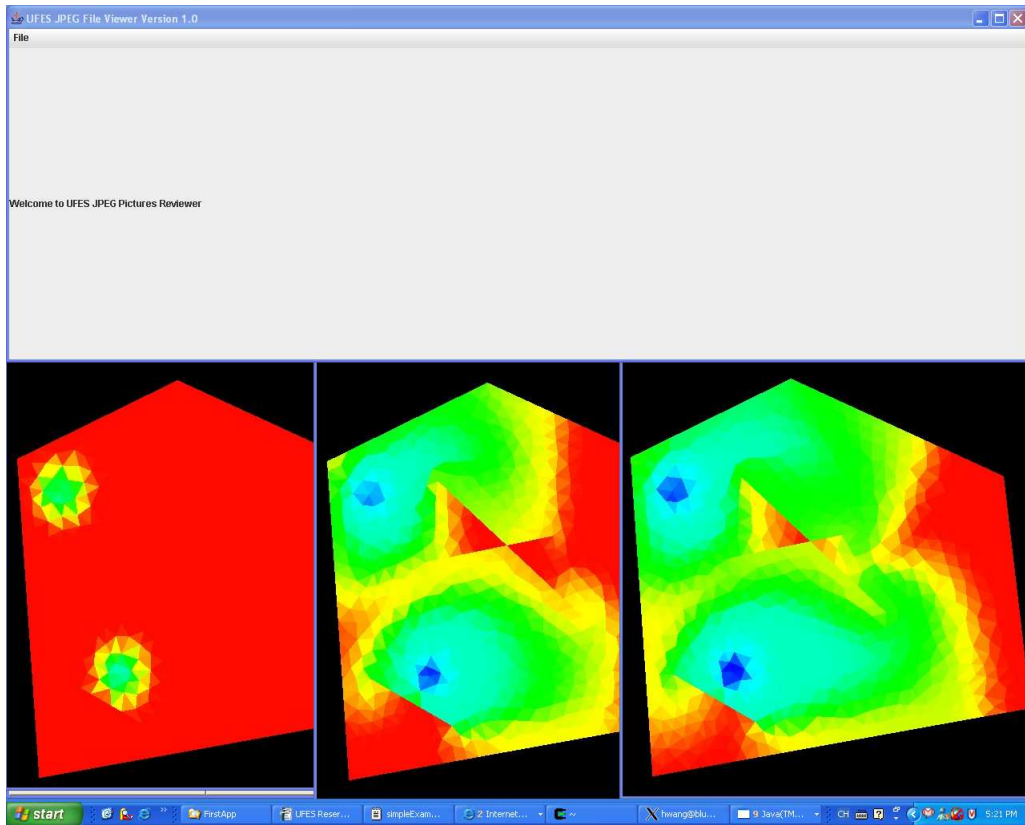 UFES JPEG File Viewer Version 1.0
File
Welcome to UFES JPEG Pictures Reviewer
start
FirstApp
UFES Reser...
simpleExam...
2 Internet...
~
hwang@blu...
9 Java(TM...
CH
5:21 PM